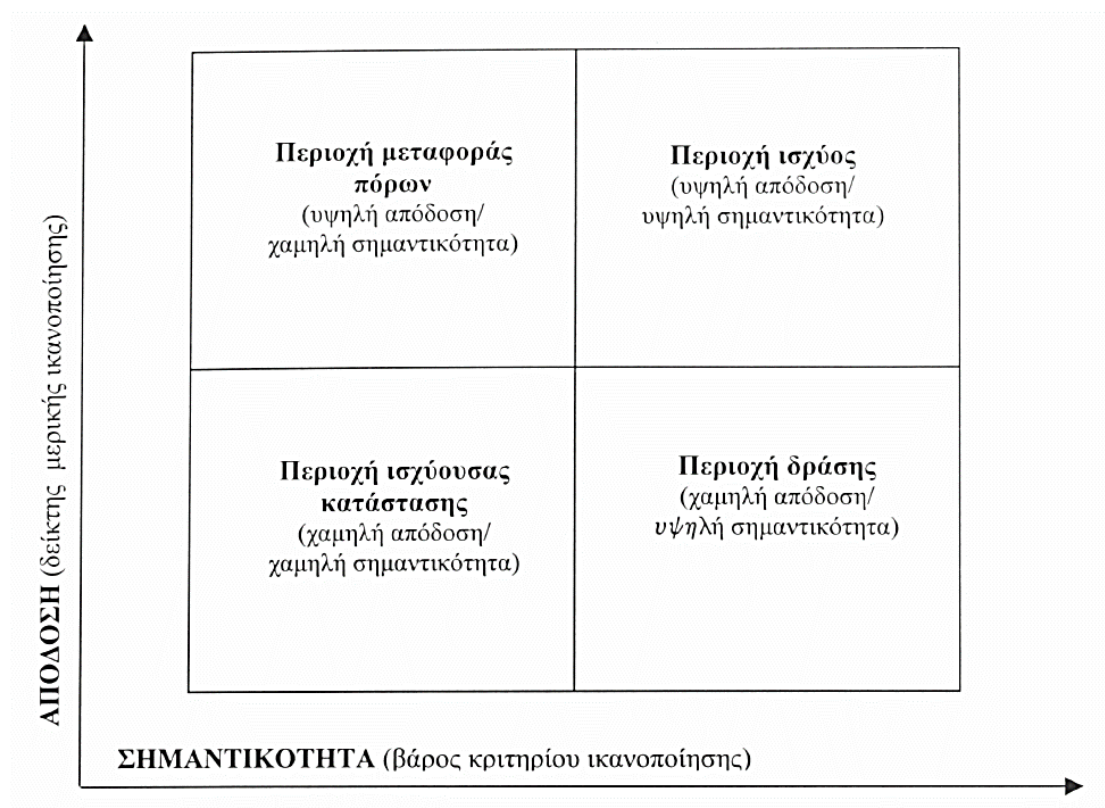 Περιοχή μεταφοράς
πόρων
(υψηλή απόδοση/
χαμηλή σημαντικότητα)
Περιοχή ισχύος
(υψηλή απόδοση/
υψηλή σημαντικότητα)
Περιοχή ισχύουσας
κατάστασης
(χαμηλή απόδοση/
χαμηλή σημαντικότητα)
Περιοχή δράσης
(χαμηλή απόδοση/
υψηλή σημαντικότητα)
ΑΠΟΔΟΣΗ (δείκτης μερικής ικανοποίησης)
ΣΗΜΑΝΤΙΚΟΤΗΤΑ (βάρος κριτηρίου ικανοποίησης)